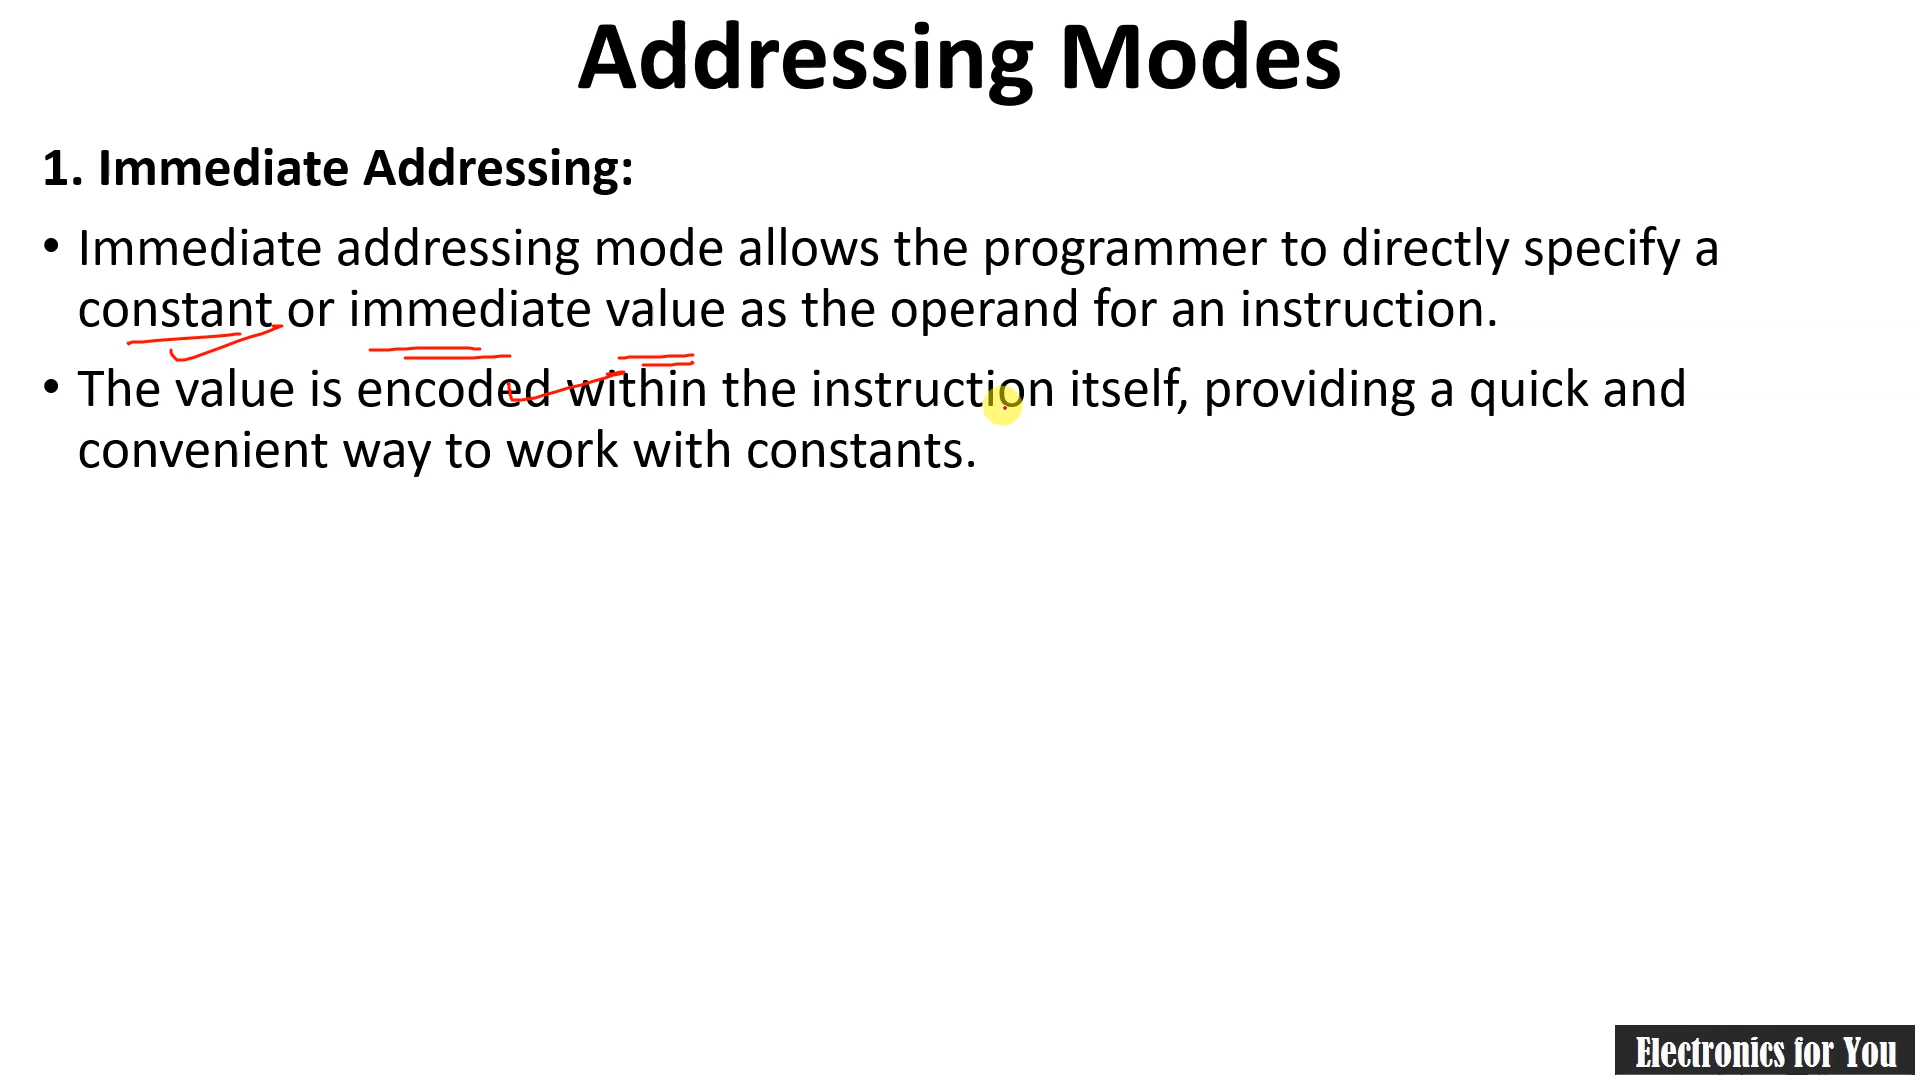 Addressing Modes
1. Immediate Addressing:
• Immediate addressing mode allows the programmer to directly specify a
constant or immediate value as the operand for an instruction.
• The value is encoded within the instruction itself, providing a quick and
convenient way to work with constants.
Electronics for You